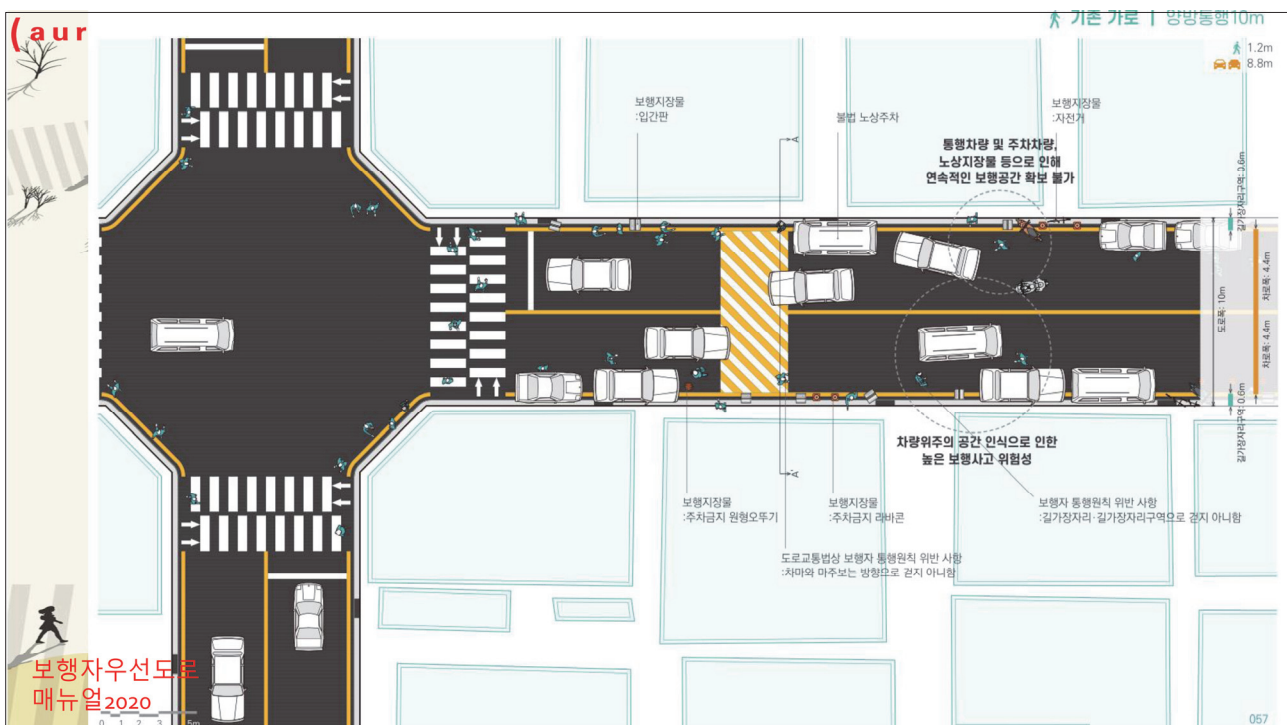 (aur
기존 가로 | 양방통행10m
1.2m
8.8m
보행지장물
:입간판
불법 노상주차
보행지장물
:자전거
통행차량 및 주차차량,
노상지장물 등으로 인해
연속적인 보행공간 확보 불가
A
길가장자리구역: 0.6m
차로폭: 4.4m
도로폭: 10m
차로폭: 4.4m
길가장자리구역: 0.6m
차량위주의 공간 인식으로 인한
높은 보행사고 위험성
A'
보행지장물
:주차금지 원형오뚜기
보행지장물
:주차금지 라바콘
보행자 통행원칙 위반 사항
:길가장자리·길가장자리구역으로 걷지 아니함
도로교통법상 보행자 통행원칙 위반 사항
:차마와 마주보는 방향으로 걷지 아니함
보행자우선도로
매뉴얼2020
0 1 2 3 5m
057